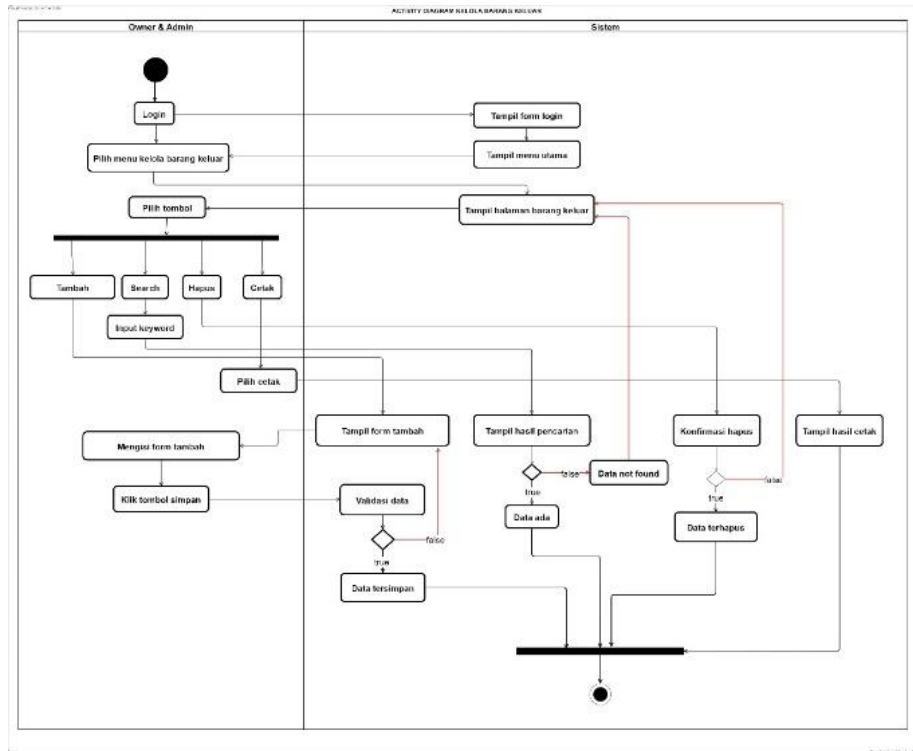 ACTIVITY DIAGRAM KELOLA BARANG KELUAR
Owner & Admin
Sistem
Login
Tampil form login
Pilih menu kelola barang keluar
Tampil menu utama
Pilih tombol
Tampil halaman barang keluar
Tambah
Search
Hapus
Cetak
Input keyword
Pilih cetak
Mengisi form tambah
Tampil form tambah
Tampil hasil pencarian
Konfirmasi hapus
Tampil hasil cetak
false
Data not found
false
true
true
Klik tombol simpan
Validasi data
Data ada
Data terhapus
false
true
Data tersimpan